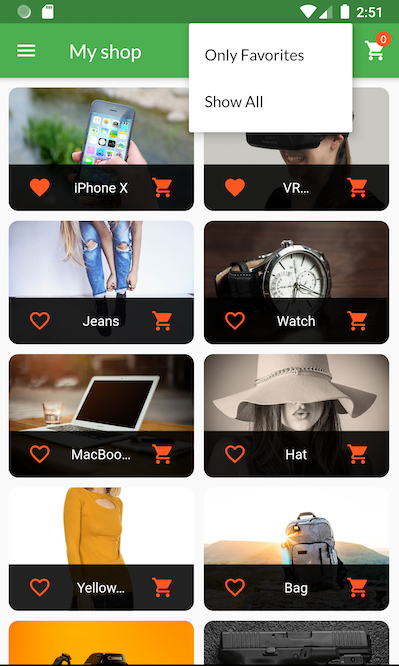 2:51
My shop
0
Only Favorites
Show All
iPhone X
VR...
Jeans
Watch
MacBoo...
Hat
Yellow...
Bag